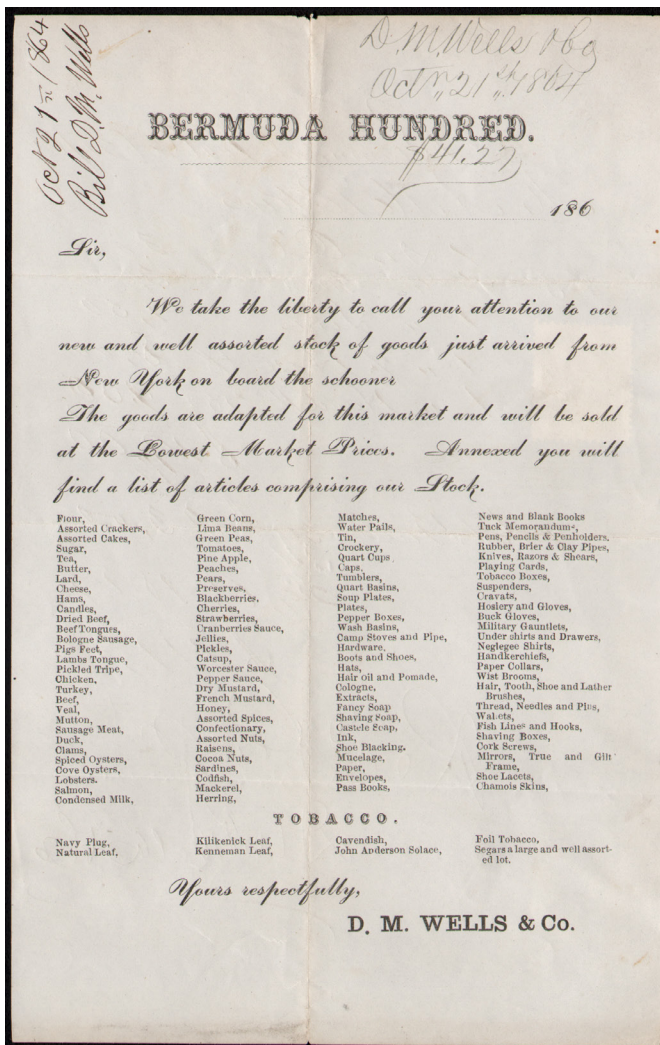 Oct 21st 1864
Bill D. M. Wells
D. M. Wells & Co
Octr. 21st, 1864
BERMUDA HUNDRED.
$41.27
186
Sir,
We take the liberty to call your attention to our
new and well assorted stock of goods just arrived from
New York on board the schooner
The goods are adapted for this market and will be sold
at the Lowest Market Prices. Annexed you will
find a list of articles comprising our Stock.
Flour,
Assorted Crackers,
Assorted Cakes,
Sugar,
Tea,
Butter,
Lard,
Cheese,
Hams,
Candles,
Dried Beef,
Beef Tongues,
Bologne Sausage,
Pigs Feet,
Lambs Tongue,
Pickled Tripe,
Chicken,
Turkey,
Beef,
Veal,
Mutton,
Sausage Meat,
Duck,
Clams,
Spiced Oysters,
Cove Oysters,
Lobsters.
Salmon,
Condensed Milk,
Green Corn,
Lima Beans,
Green Peas,
Tomatoes,
Pine Apple,
Peaches,
Pears,
Preserves,
Blackberries,
Cherries,
Strawberries,
Cranberries Sauce,
Jellies,
Pickles,
Catsup,
Worcester Sauce,
Pepper Sauce,
Dry Mustard,
French Mustard,
Honey,
Assorted Spices,
Confectionary,
Assorted Nuts,
Raisens,
Cocoa Nuts,
Sardines,
Codfish,
Mackerel,
Herring,
Matches,
Water Pails,
Tin,
Crockery,
Quart Cups.
Caps.
Tumblers,
Quart Basins,
Soup Plates,
Plates,
Pepper Boxes,
Wash Basins,
Camp Stoves and Pipe,
Hardware.
Boots and Shoes,
Hats,
Hair oil and Pomade,
Cologne,
Extracts,
Fancy Soap
Shaving Soap,
Castele Soap,
Ink,
Shoe Blacking.
Mucelage,
Paper,
Envelopes,
Pass Books,
News and Blank Books
Tuck Memorandums,
Pens, Pencils & Penholders.
Rubber, Brier & Clay Pipes,
Knives, Razors & Shears,
Playing Cards,
Tobacco Boxes,
Suspenders,
Cravats,
Hosiery and Gloves,
Buck Gloves,
Military Gauntlets,
Under shirts and Drawers,
Neglegee Shirts,
Handkerchiefs,
Paper Collars,
Wist Brooms,
Hair, Tooth, Shoe and Lather
Brushes,
Thread, Needles and Pins,
Walets,
Fish Lines and Hooks,
Shaving Boxes,
Cork Screws,
Mirrors, True and Gilt
Frame,
Shoe Lacets,
Chamois Skins,
TOBACCO.
Navy Plug,
Natural Leaf,
Kilikenick Leaf,
Kenneman Leaf,
Cavendish,
John Anderson Solace,
Foil Tobacco,
Segars a large and well assort-
ed lot.
Yours respectfully,
D. M. WELLS & Co.